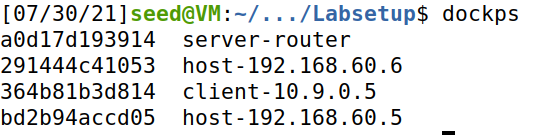 [07/30/21]seed@VM:~/.../Labsetup$ dockps
a0d17d193914  server-router
291444c41053  host-192.168.60.6
364b81b3d814  client-10.9.0.5
bd2b94accd05  host-192.168.60.5